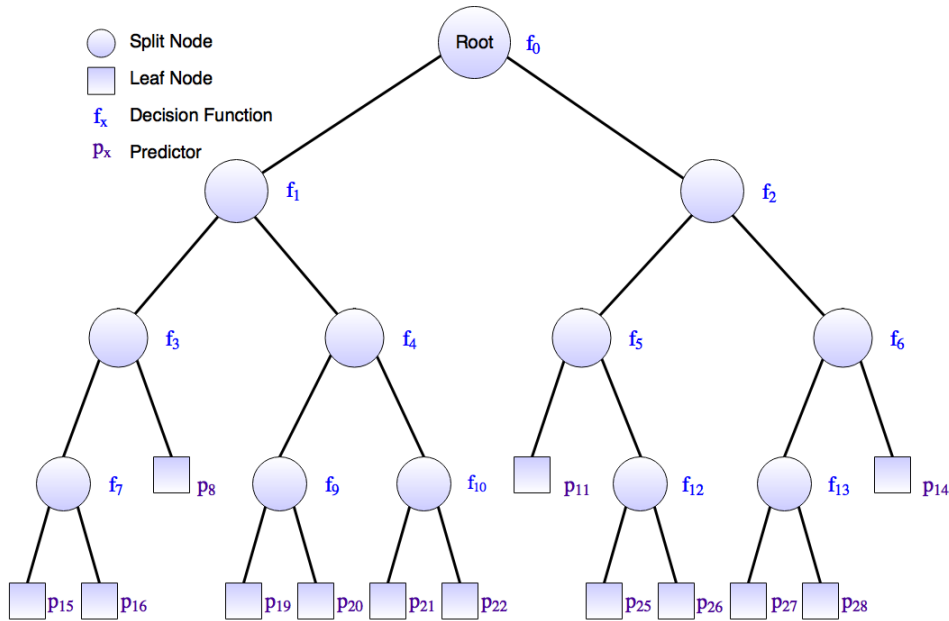 Root f0
Split Node
Leaf Node
fx Decision Function
px Predictor
f1 f2
f3 f4 f5 f6
f7 p8 f9 f10 p11 f12 f13 p14
p15 p16 p19 p20 p21 p22 p25 p26 p27 p28